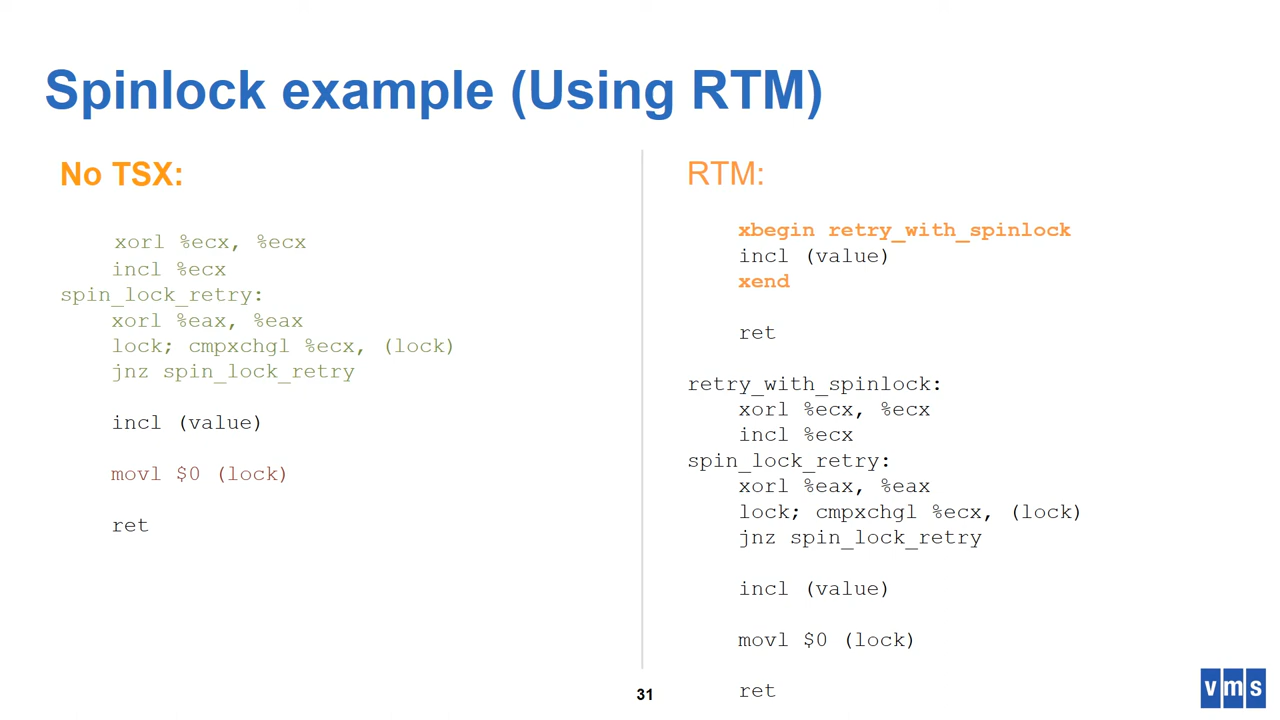 Spinlock example (Using RTM)
No TSX:
xorl %ecx, %ecx
incl %ecx
spin_lock_retry:
xorl %eax, %eax
lock; cmpxchgl %ecx, (lock)
jnz spin_lock_retry
incl (value)
movl $0 (lock)
ret
RTM:
xbegin retry_with_spinlock
incl (value)
xend
ret
retry_with_spinlock:
xorl %ecx, %ecx
incl %ecx
spin_lock_retry:
xorl %eax, %eax
lock; cmpxchgl %ecx, (lock)
jnz spin_lock_retry
incl (value)
movl $0 (lock)
ret
31
vms